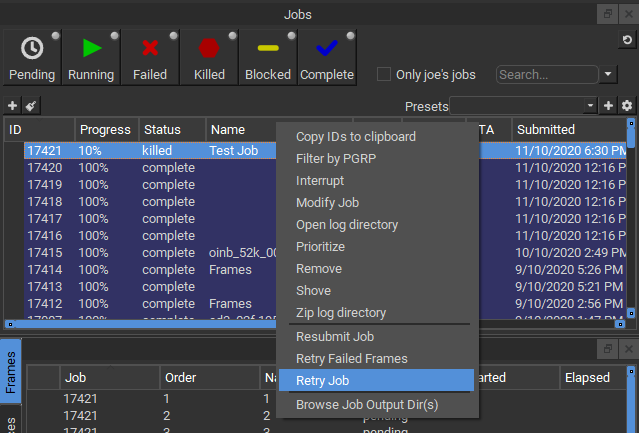 Jobs
Pending Running Failed Killed Blocked Complete
Only joe's jobs Search...
Presets
ID Progress Status Name TA Submitted
17421 10% killed Test Job 11/10/2020 6:30 PM
17420 100% complete 11/10/2020 12:16 P
17419 100% complete 11/10/2020 12:16 P
17418 100% complete 11/10/2020 12:16 P
17417 100% complete 11/10/2020 12:16 P
17416 100% complete 11/10/2020 12:16 P
17415 100% complete oinb_52k_00 10/10/2020 2:49 P
17414 100% complete Frames 9/10/2020 5:26 PM
17413 100% complete 9/10/2020 5:21 PM
17412 100% complete Frames 9/10/2020 2:56 PM
100% complete
Copy IDs to clipboard
Filter by PGRP
Interrupt
Modify Job
Open log directory
Prioritize
Remove
Shove
Zip log directory
Resubmit Job
Retry Failed Frames
Retry Job
Browse Job Output Dir(s)
Frames
Job Order Na arted Elapsed
17421 1 1
17421 2 2 pending
17421 3 3 pending